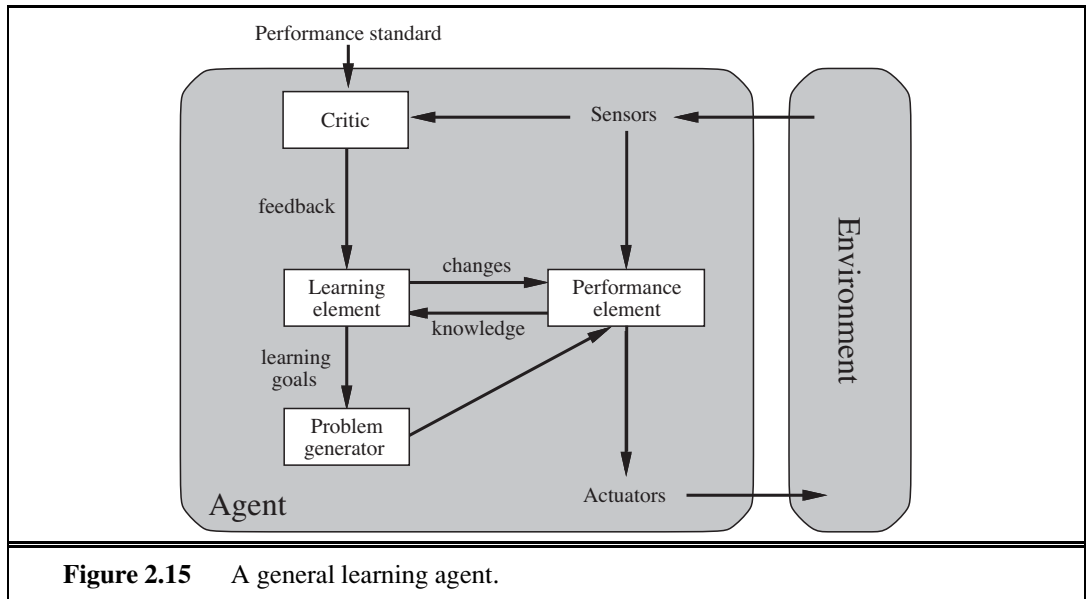 Performance standard
Critic
Sensors
feedback
changes
Learning
element
Performance
element
knowledge
learning
goals
Problem
generator
Agent
Actuators
Environment
Figure 2.15 A general learning agent.